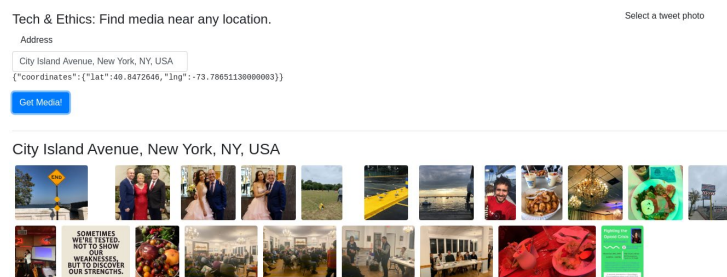 Tech & Ethics: Find media near any location.
Select a tweet photo
Address
City Island Avenue, New York, NY, USA
{"coordinates":{"lat":40.8472646,"lng":-73.78651130000003}}
Get Media!
City Island Avenue, New York, NY, USA
END
SOMETIMES
WE'RE TESTED.
NOT TO SHOW
OUR
WEAKNESSES,
BUT TO DISCOVER
OUR STRENGTHS.
Fighting the